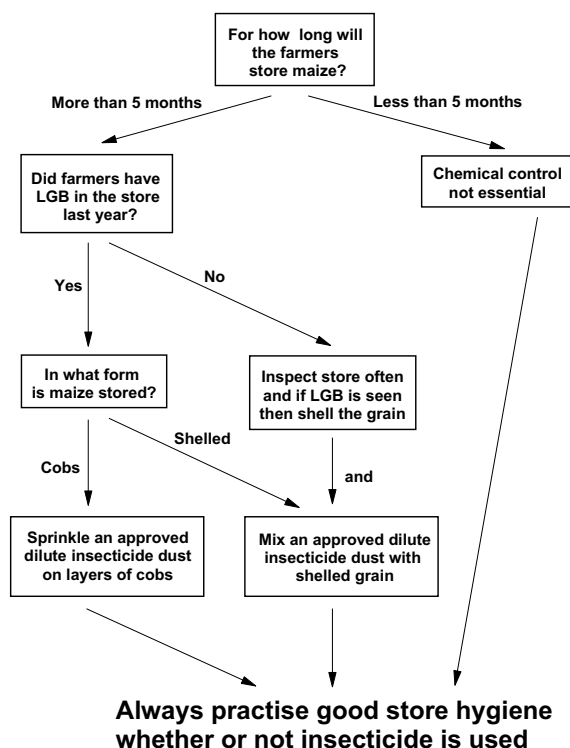 For how long will
the farmers
store maize?
More than 5 months
Less than 5 months
Did farmers have
LGB in the store
last year?
Chemical control
not essential
Yes
No
In what form
is maize stored?
Inspect store often
and if LGB is seen
then shell the grain
Shelled
Cobs
and
Sprinkle an approved
dilute insecticide dust
on layers of cobs
Mix an approved dilute
insecticide dust with
shelled grain
Always practise good store hygiene
whether or not insecticide is used